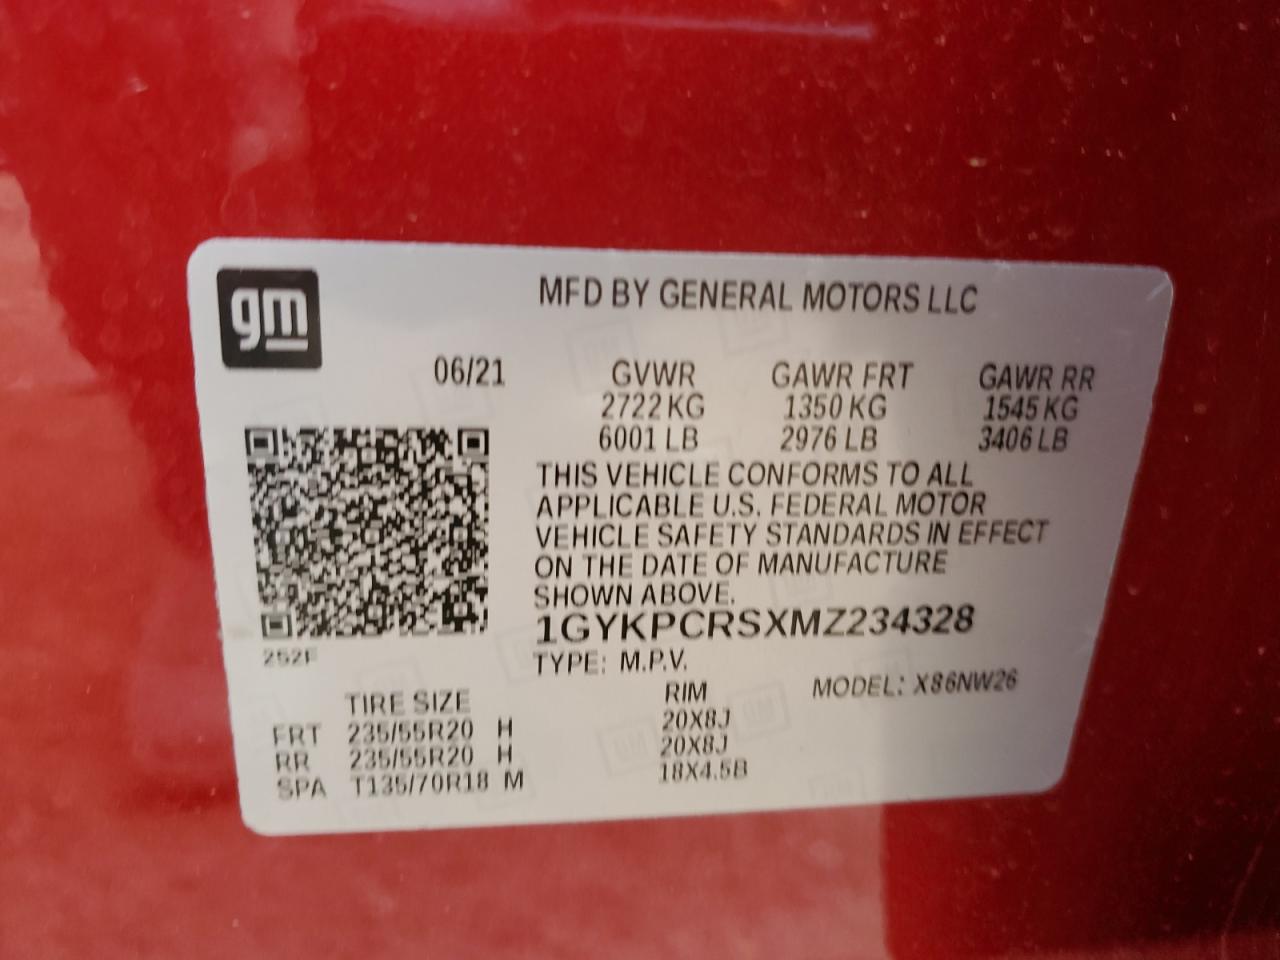 gm
MFD BY GENERAL MOTORS LLC
06/21 GVWR GAWR FRT GAWR RR
2722 KG 1350 KG 1545 KG
6001 LB 2976 LB 3406 LB
THIS VEHICLE CONFORMS TO ALL
APPLICABLE U.S. FEDERAL MOTOR
VEHICLE SAFETY STANDARDS IN EFFECT
ON THE DATE OF MANUFACTURE
SHOWN ABOVE.
1GYKPCRSXMZ234328
252F
TYPE: M.P.V. MODEL: X86NW26
TIRE SIZE RIM
FRT 235/55R20 H 20X8J
RR 235/55R20 H 20X8J
SPA T135/70R18 M 18X4.5B